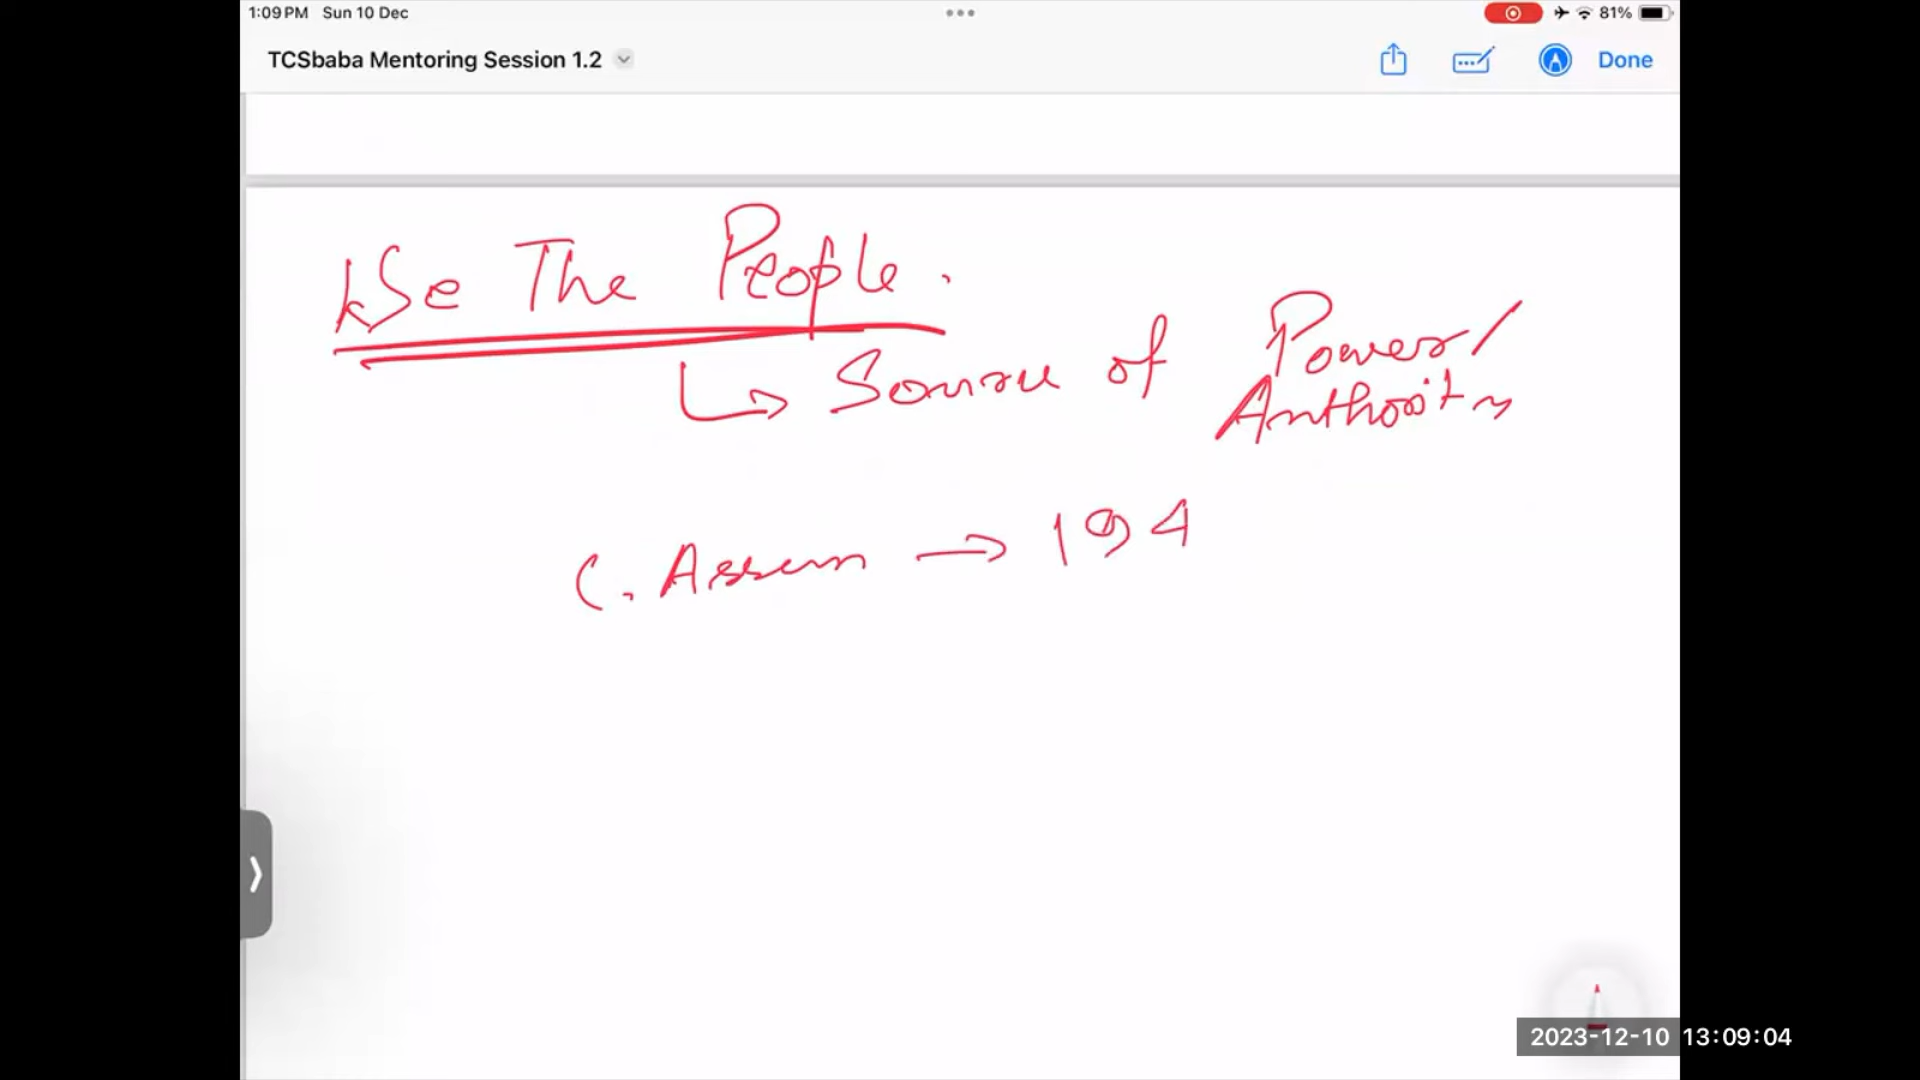 1:09 PM Sun 10 Dec
81%
TCSbaba Mentoring Session 1.2
Done
We The People.
↳ Source of Power/
Authority
C. Assem → 194
2023-12-10 13:09:04